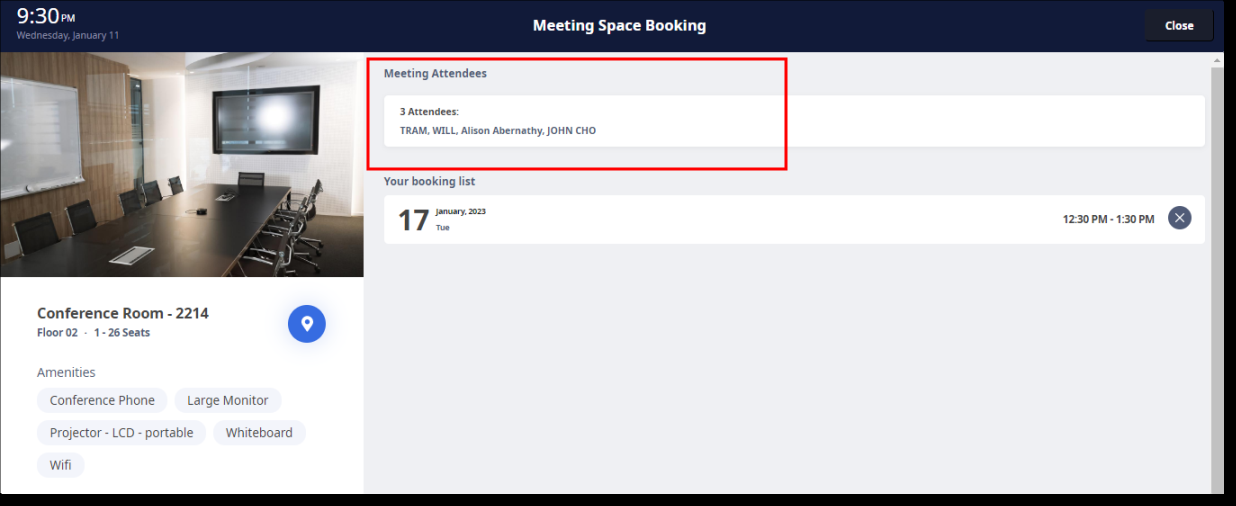 9:30 PM
Wednesday, January 11
Meeting Space Booking
Close
Meeting Attendees
3 Attendees:
TRAM, WILL, Alison Abernathy, JOHN CHO
Your booking list
17 January, 2023
Tue
12:30 PM - 1:30 PM
Conference Room - 2214
Floor 02 - 1 - 26 Seats
Amenities
Conference Phone Large Monitor
Projector - LCD - portable Whiteboard
Wifi